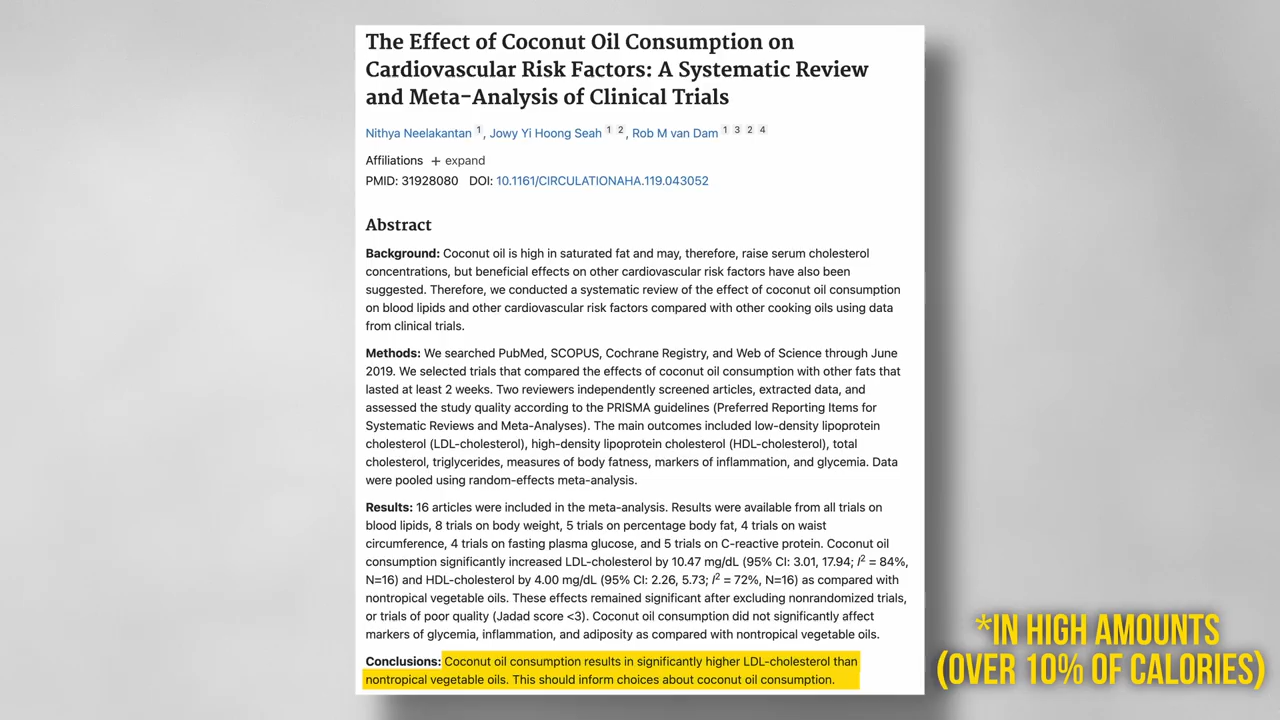 The Effect of Coconut Oil Consumption on
Cardiovascular Risk Factors: A Systematic Review
and Meta-Analysis of Clinical Trials
Nithya Neelakantan 1, Jowy Yi Hoong Seah 1 2, Rob M van Dam 1 3 2 4
Affiliations + expand
PMID: 31928080 DOI: 10.1161/CIRCULATIONAHA.119.043052
Abstract
Background: Coconut oil is high in saturated fat and may, therefore, raise serum cholesterol
concentrations, but beneficial effects on other cardiovascular risk factors have also been
suggested. Therefore, we conducted a systematic review of the effect of coconut oil consumption
on blood lipids and other cardiovascular risk factors compared with other cooking oils using data
from clinical trials.
Methods: We searched PubMed, SCOPUS, Cochrane Registry, and Web of Science through June
2019. We selected trials that compared the effects of coconut oil consumption with other fats that
lasted at least 2 weeks. Two reviewers independently screened articles, extracted data, and
assessed the study quality according to the PRISMA guidelines (Preferred Reporting Items for
Systematic Reviews and Meta-Analyses). The main outcomes included low-density lipoprotein
cholesterol (LDL-cholesterol), high-density lipoprotein cholesterol (HDL-cholesterol), total
cholesterol, triglycerides, measures of body fatness, markers of inflammation, and glycemia. Data
were pooled using random-effects meta-analysis.
Results: 16 articles were included in the meta-analysis. Results were available from all trials on
blood lipids, 8 trials on body weight, 5 trials on percentage body fat, 4 trials on waist
circumference, 4 trials on fasting plasma glucose, and 5 trials on C-reactive protein. Coconut oil
consumption significantly increased LDL-cholesterol by 10.47 mg/dL (95% CI: 3.01, 17.94; I2 = 84%,
N=16) and HDL-cholesterol by 4.00 mg/dL (95% CI: 2.26, 5.73; I2 = 72%, N=16) as compared with
nontropical vegetable oils. These effects remained significant after excluding nonrandomized trials,
or trials of poor quality (Jadad score <3). Coconut oil consumption did not significantly affect
markers of glycemia, inflammation, and adiposity as compared with nontropical vegetable oils.
Conclusions: Coconut oil consumption results in significantly higher LDL-cholesterol than
nontropical vegetable oils. This should inform choices about coconut oil consumption.
*IN HIGH AMOUNTS
(OVER 10% OF CALORIES)